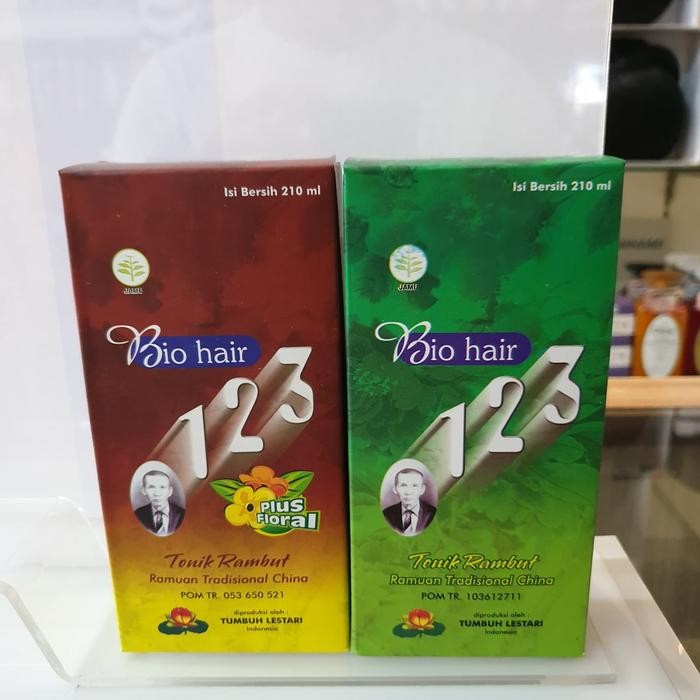 Isi Bersih 210 ml
JAMU
Bio hair
123
Plus
Floral
Tonik Rambut
Ramuan Tradisional China
POM TR. 053 650 521
diproduksi oleh :
TUMBUH LESTARI
Indonesia
Isi Bersih 210 ml
JAMU
Bio hair
123
Tonik Rambut
Ramuan Tradisional China
POM TR. 103612711
diproduksi oleh :
TUMBUH LESTARI
Indonesia